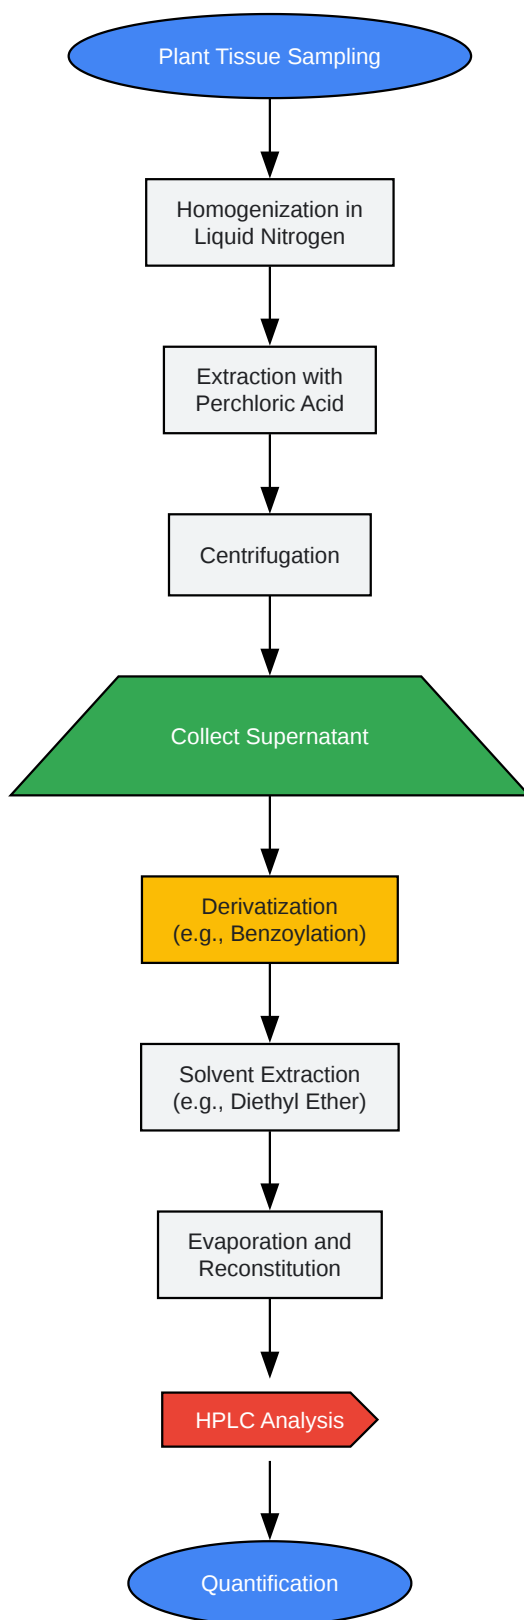 Plant Tissue Sampling
Homogenization in
Liquid Nitrogen
Extraction with
Perchloric Acid
Centrifugation
Collect Supernatant
Derivatization
(e.g., Benzoylation)
Solvent Extraction
(e.g., Diethyl Ether)
Evaporation and
Reconstitution
HPLC Analysis
Quantification